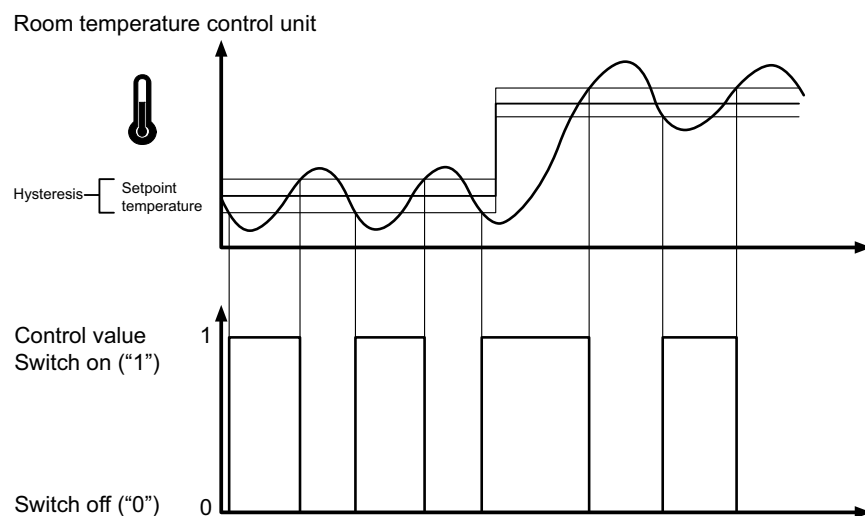 Room temperature control unit
Hysteresis
Setpoint
temperature
Control value
Switch on (“1”)
1
Switch off (“0”)
0